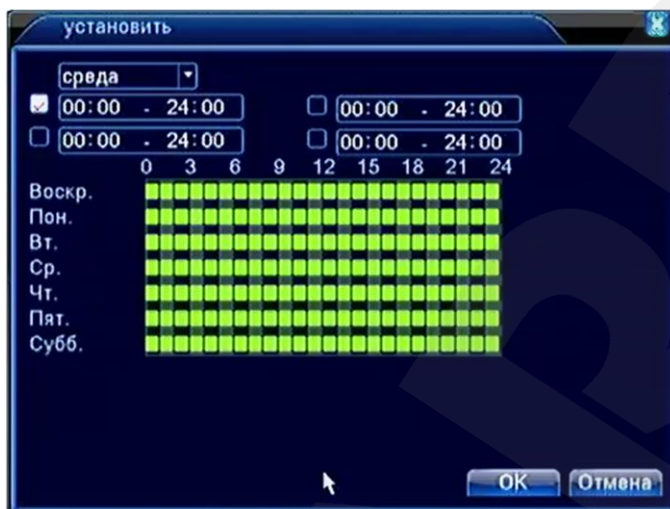 установить
среда
00:00 - 24:00 00:00 - 24:00
00:00 - 24:00 00:00 - 24:00
0 3 6 9 12 15 18 21 24
Воскр.
Пон.
Вт.
Ср.
Чт.
Пят.
Субб.
OK Отмена